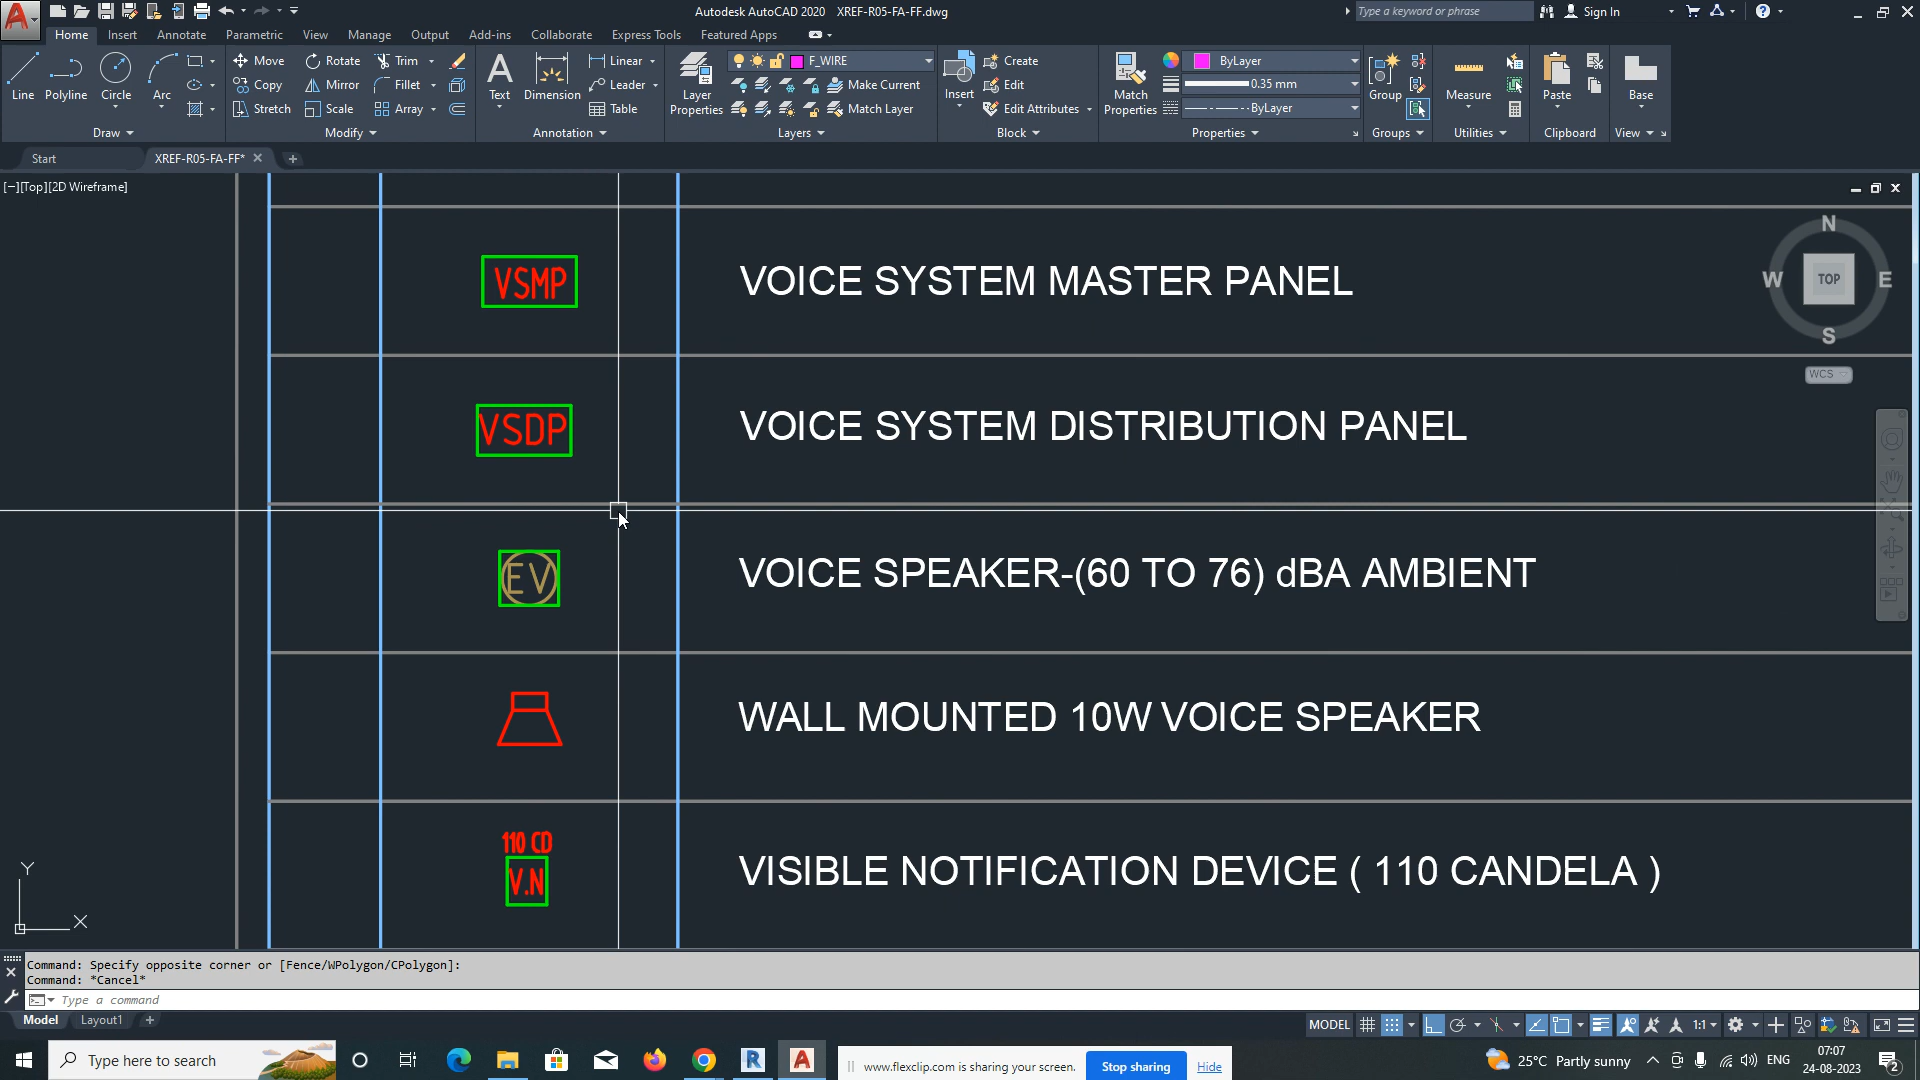 Autodesk AutoCAD 2020 XREF-R05-FA-FF.dwg
Type a keyword or phrase
Sign In
Home Insert Annotate Parametric View Manage Output Add-ins Collaborate Express Tools Featured Apps
Line Polyline Circle Arc
Move Rotate Trim
Copy Mirror Fillet
Stretch Scale Array
Text Dimension
Linear
Leader
Table
Layer Properties
F_WIRE
Make Current
Match Layer
Insert
Create
Edit
Edit Attributes
Match Properties
ByLayer
0.35 mm
ByLayer
Group
Measure
Paste
Base
Draw Modify Annotation Layers Block Properties Groups Utilities Clipboard View
Start XREF-R05-FA-FF*
[−][Top][2D Wireframe]
N
W TOP E
S
WCS
VSMP VOICE SYSTEM MASTER PANEL
VSDP VOICE SYSTEM DISTRIBUTION PANEL
EV VOICE SPEAKER-(60 TO 76) dBA AMBIENT
WALL MOUNTED 10W VOICE SPEAKER
110 CD
V.N VISIBLE NOTIFICATION DEVICE ( 110 CANDELA )
Y
X
Command: Specify opposite corner or [Fence/WPolygon/CPolygon]:
Command: *Cancel*
Type a command
Model Layout1
MODEL 1:1
Type here to search
www.flexclip.com is sharing your screen. Stop sharing Hide
25°C Partly sunny ENG
07:07
24-08-2023
2